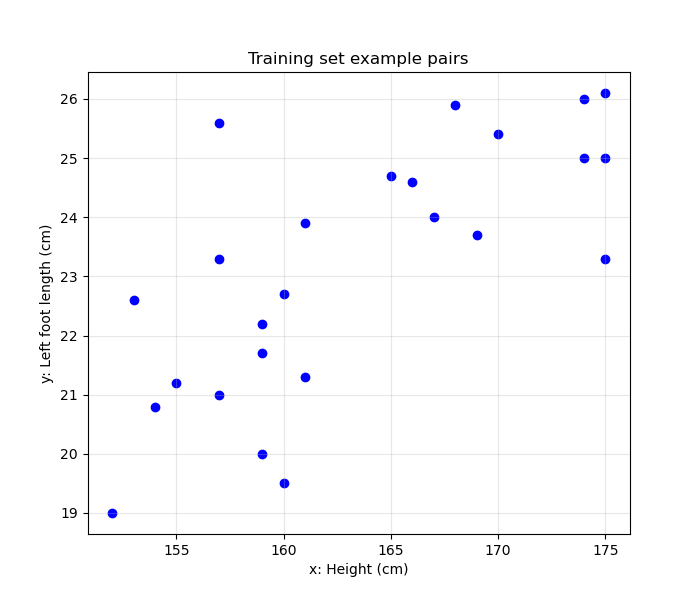 Training set example pairs
26
25
24
23
22
21
20
19
y: Left foot length (cm)
155 160 165 170 175
x: Height (cm)